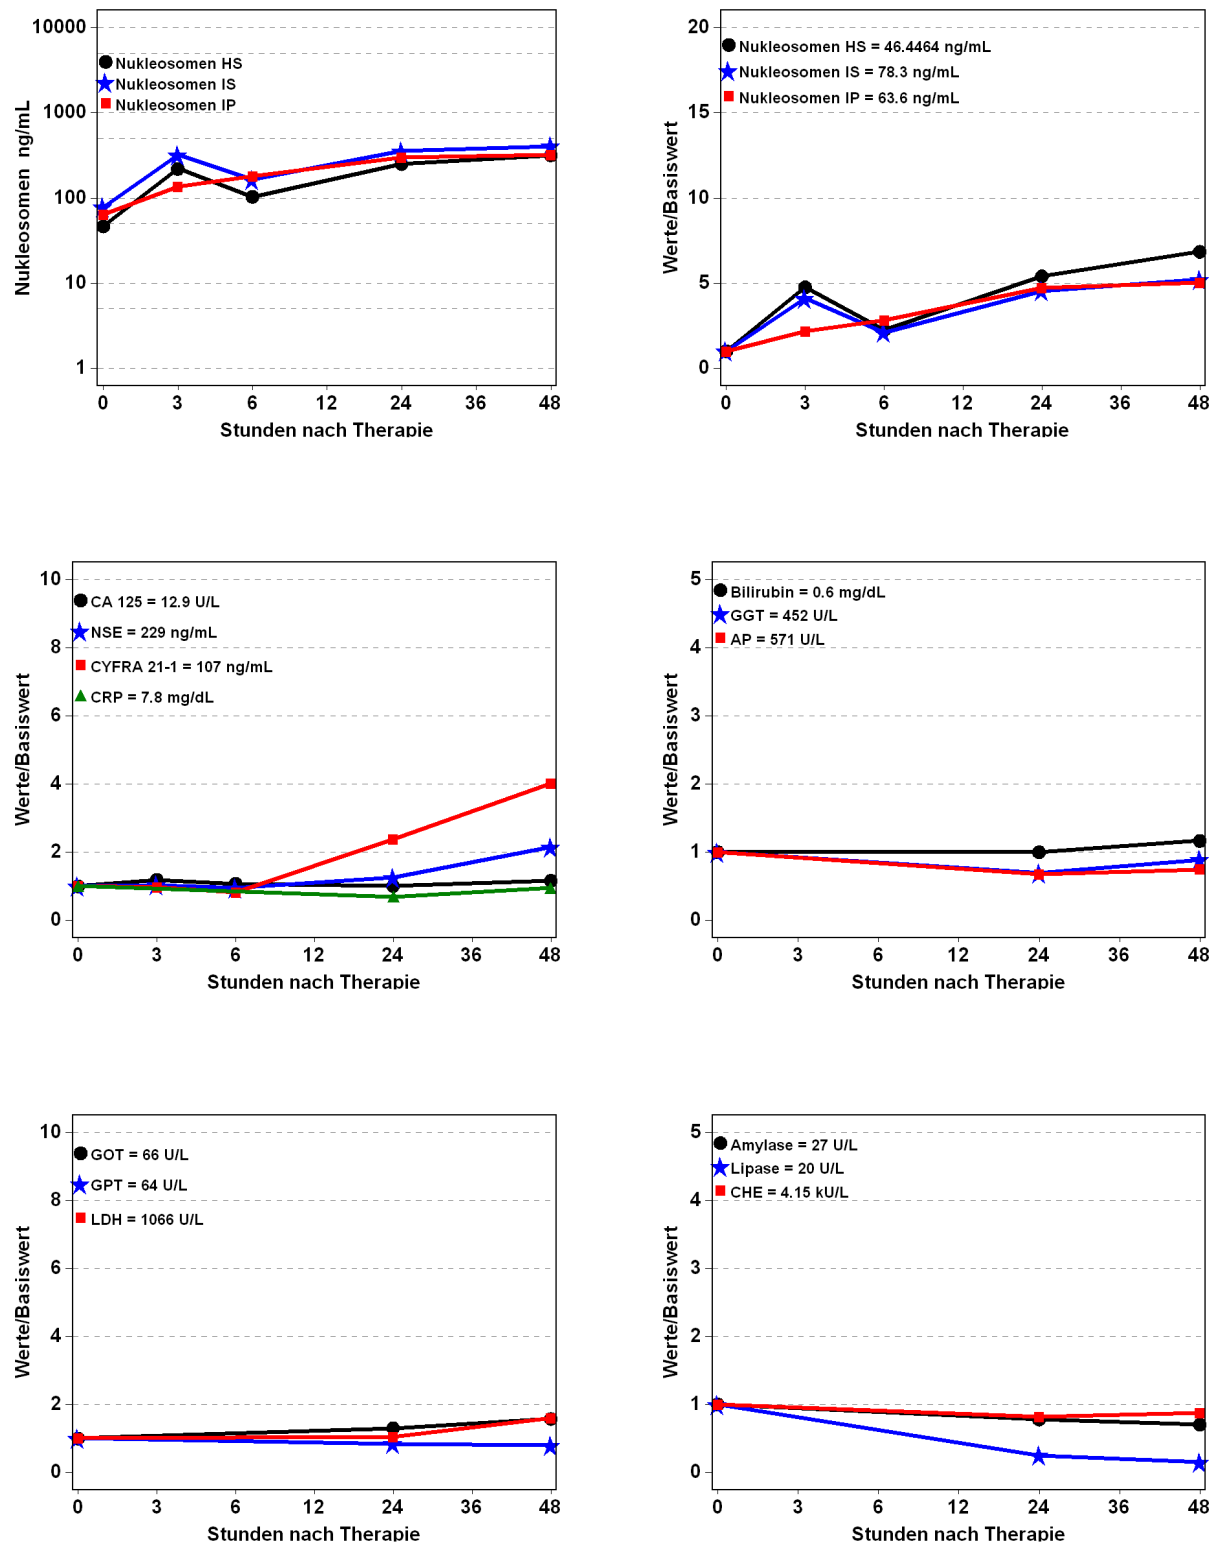 10000
1000
100
10
1
Nukleosomen ng/mL
Nukleosomen HS
Nukleosomen IS
Nukleosomen IP
0 3 6 12 24 36 48
Stunden nach Therapie
20
15
10
5
0
Werte/Basiswert
Nukleosomen HS = 46.4464 ng/mL
Nukleosomen IS = 78.3 ng/mL
Nukleosomen IP = 63.6 ng/mL
0 3 6 12 24 36 48
Stunden nach Therapie
10
8
6
4
2
0
Werte/Basiswert
CA 125 = 12.9 U/L
NSE = 229 ng/mL
CYFRA 21-1 = 107 ng/mL
CRP = 7.8 mg/dL
0 3 6 12 24 36 48
Stunden nach Therapie
5
4
3
2
1
0
Werte/Basiswert
Bilirubin = 0.6 mg/dL
GGT = 452 U/L
AP = 571 U/L
0 3 6 12 24 36 48
Stunden nach Therapie
10
8
6
4
2
0
Werte/Basiswert
GOT = 66 U/L
GPT = 64 U/L
LDH = 1066 U/L
0 3 6 12 24 36 48
Stunden nach Therapie
5
4
3
2
1
0
Werte/Basiswert
Amylase = 27 U/L
Lipase = 20 U/L
CHE = 4.15 kU/L
0 3 6 12 24 36 48
Stunden nach Therapie